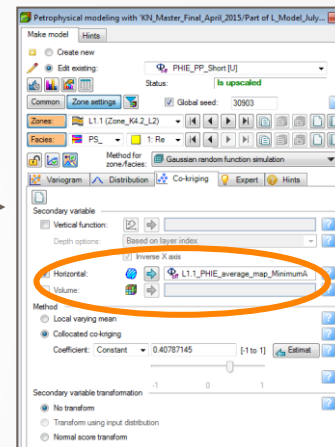 Petrophysical modeling with 'KN_Master_Final_April_2015/Part of L_Model_July...
Make model Hints
Create new
Edit existing: PHIE_PP_Short [U]
Status: Is upscaled
Common Zone settings Global seed: 30903
Zones: L1.1 (Zone_K4.2_L2)
Facies: PS_ 1: Re
Method for zone/facies: Gaussian random function simulation
Variogram Distribution Co-kriging Expert Hints
Secondary variable
Vertical function:
Depth options: Based on layer index
Inverse X axis
Horizontal: L1.1_PHIE_average_map_MinimumA
Volume:
Method
Local varying mean
Collocated co-kriging
Coefficient: Constant 0.40787145 [-1 to 1] Estimat
-1 0 1
Secondary variable transformation
No transform
Transform using input distribution
Normal score transform